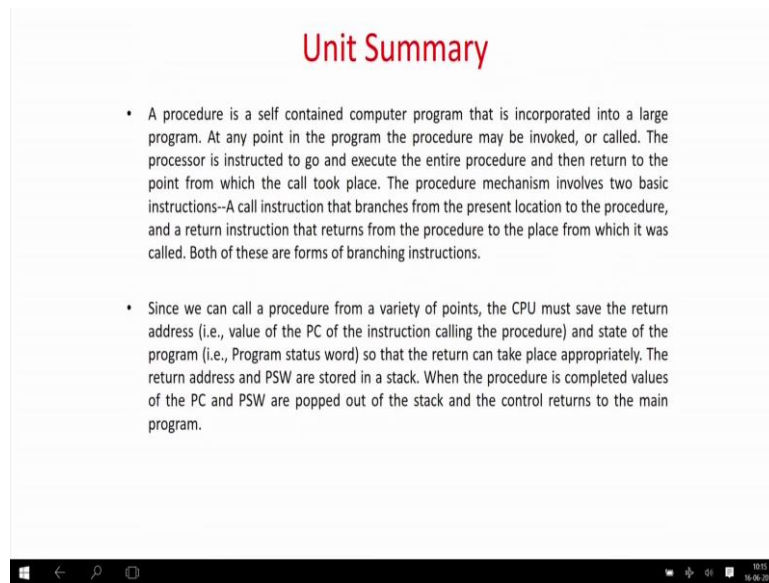 Unit Summary
• A procedure is a self contained computer program that is incorporated into a large
program. At any point in the program the procedure may be invoked, or called. The
processor is instructed to go and execute the entire procedure and then return to the
point from which the call took place. The procedure mechanism involves two basic
instructions--A call instruction that branches from the present location to the procedure,
and a return instruction that returns from the procedure to the place from which it was
called. Both of these are forms of branching instructions.
• Since we can call a procedure from a variety of points, the CPU must save the return
address (i.e., value of the PC of the instruction calling the procedure) and state of the
program (i.e., Program status word) so that the return can take place appropriately. The
return address and PSW are stored in a stack. When the procedure is completed values
of the PC and PSW are popped out of the stack and the control returns to the main
program.
10:15
16-06-20